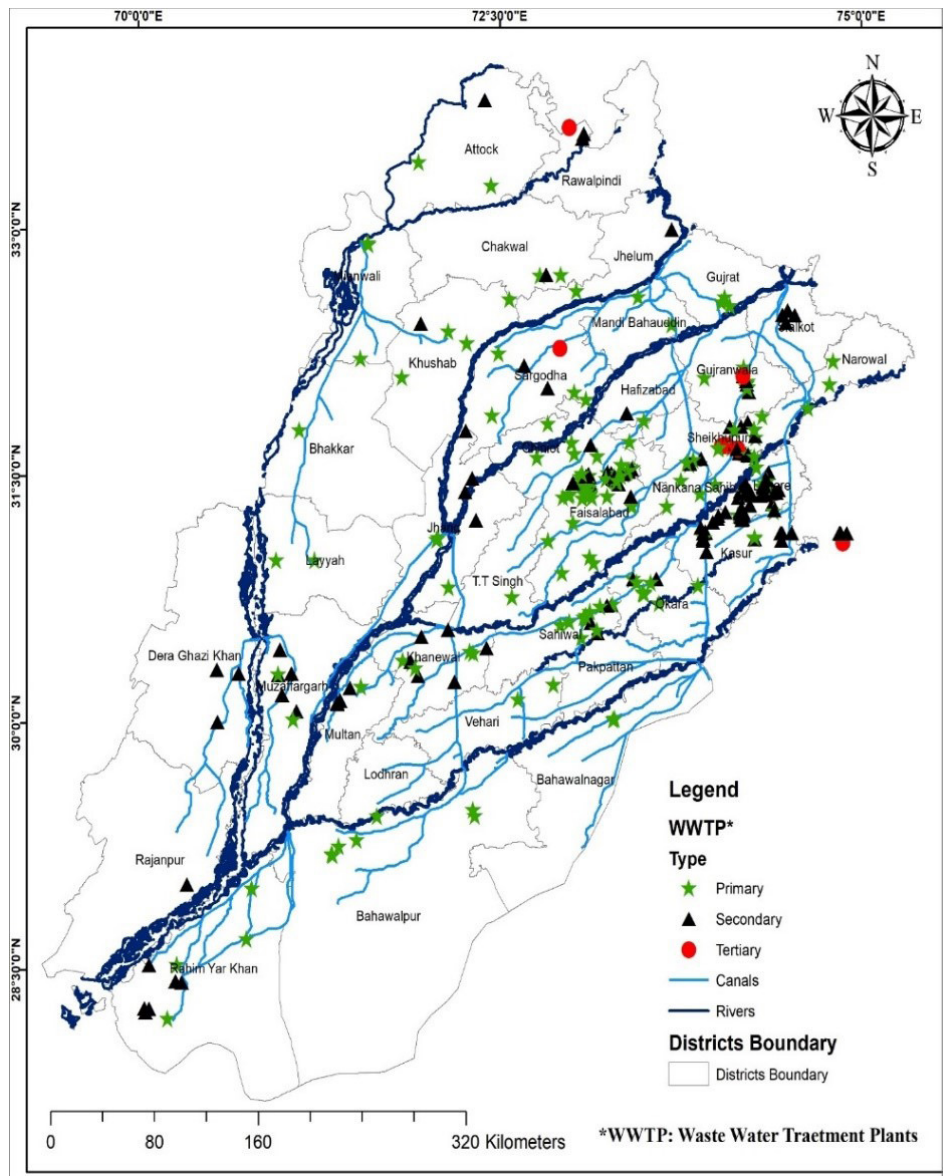 70°0'0"E
72°30'0"E
75°0'0"E
N
W
E
S
33°0'0"N
31°30'0"N
30°0'0"N
28°30'0"N
Attock
Rawalpindi
Chakwal
Jhelum
Gujrat
Mandi Bahauddin
Khushab
Sargodha
Hafizabad
Gujranwala
Narowal
Bhakkar
Faisalabad
Nankana Sahib
Kasur
Layyah
T.T Singh
Okara
Sahiwal
Dera Ghazi Khan
Khanewal
Pakpattan
Muzaffargarh
Multan
Vehari
Lodhran
Bahawalnagar
Rajanpur
Bahawalpur
Rahim Yar Khan
Legend
WWTP*
Type
Primary
Secondary
Tertiary
Canals
Rivers
Districts Boundary
Districts Boundary
0 80 160 320 Kilometers
*WWTP: Waste Water Traetment Plants